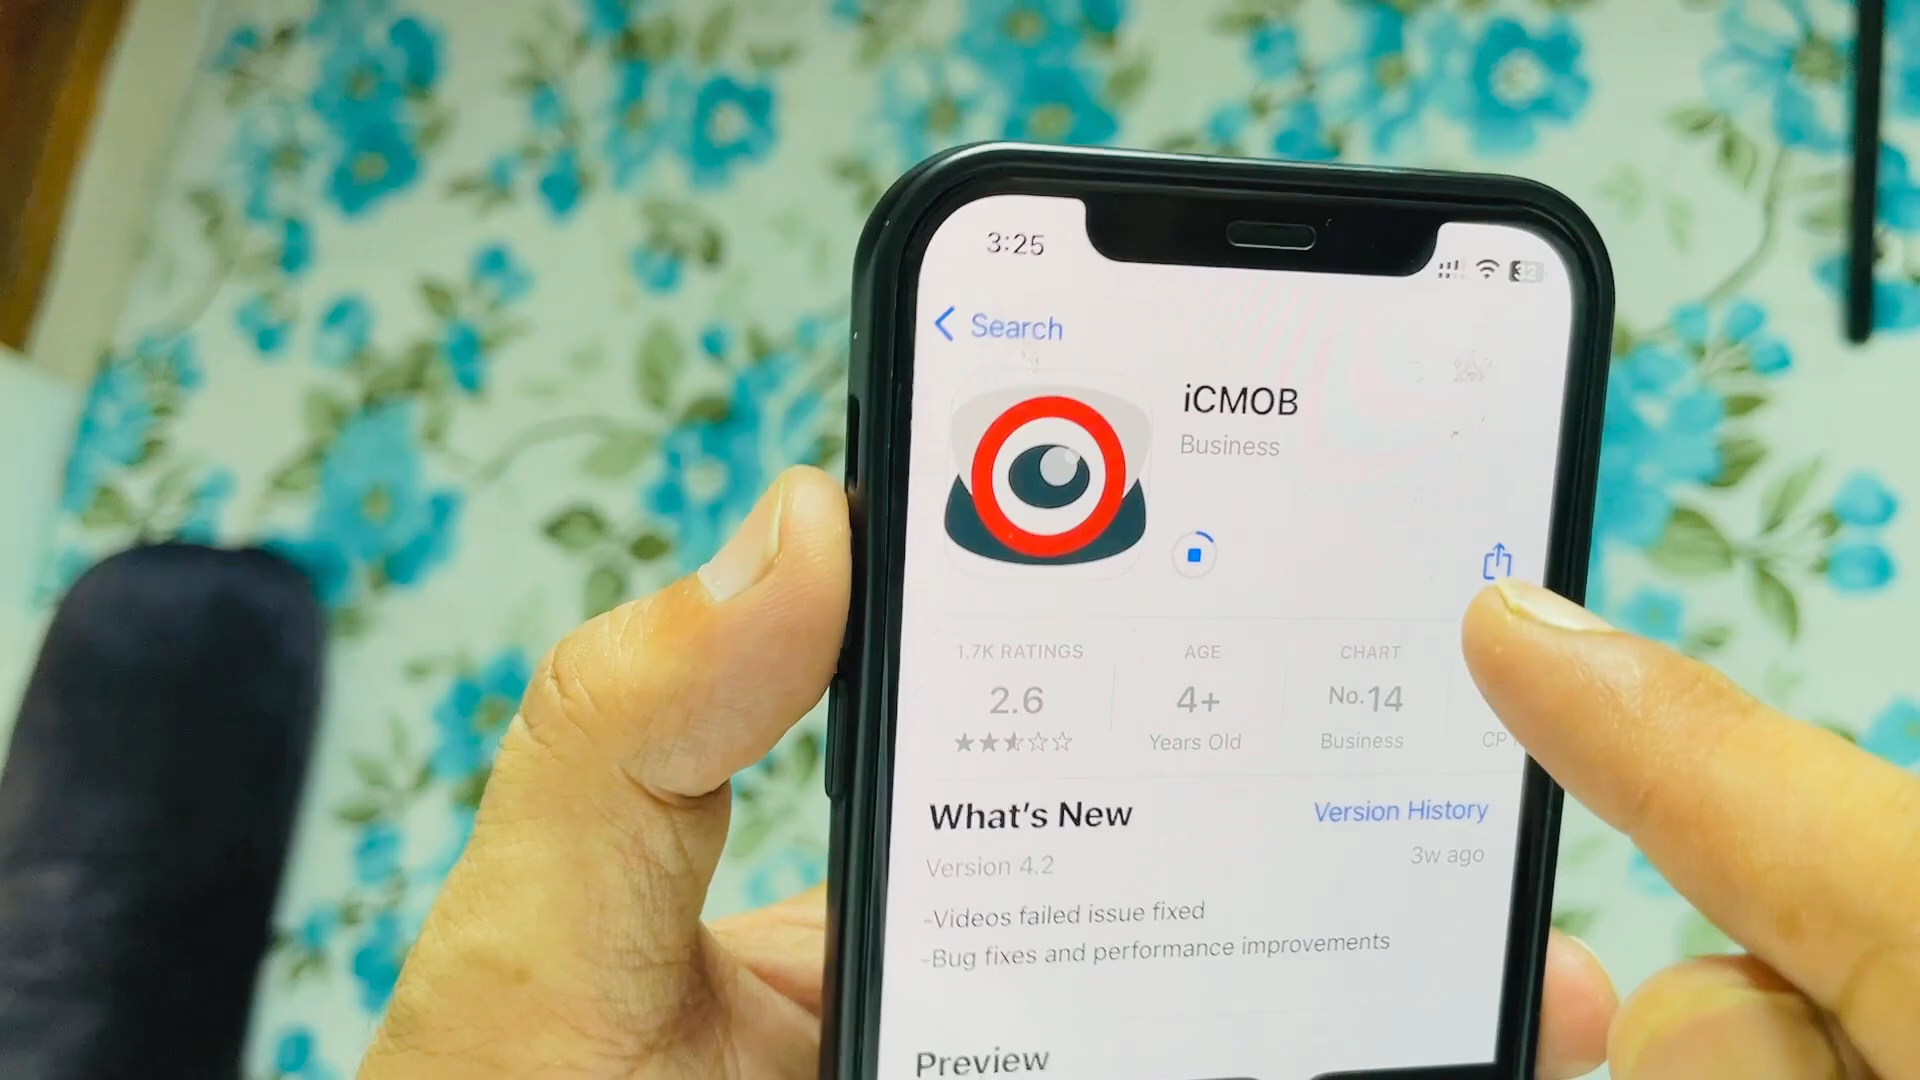 3:25
32
Search
iCMOB
Business
1.7K RATINGS
AGE
CHART
2.6
4+
No.14
Years Old
Business
CP
What's New
Version History
Version 4.2
3w ago
-Videos failed issue fixed
-Bug fixes and performance improvements
Preview